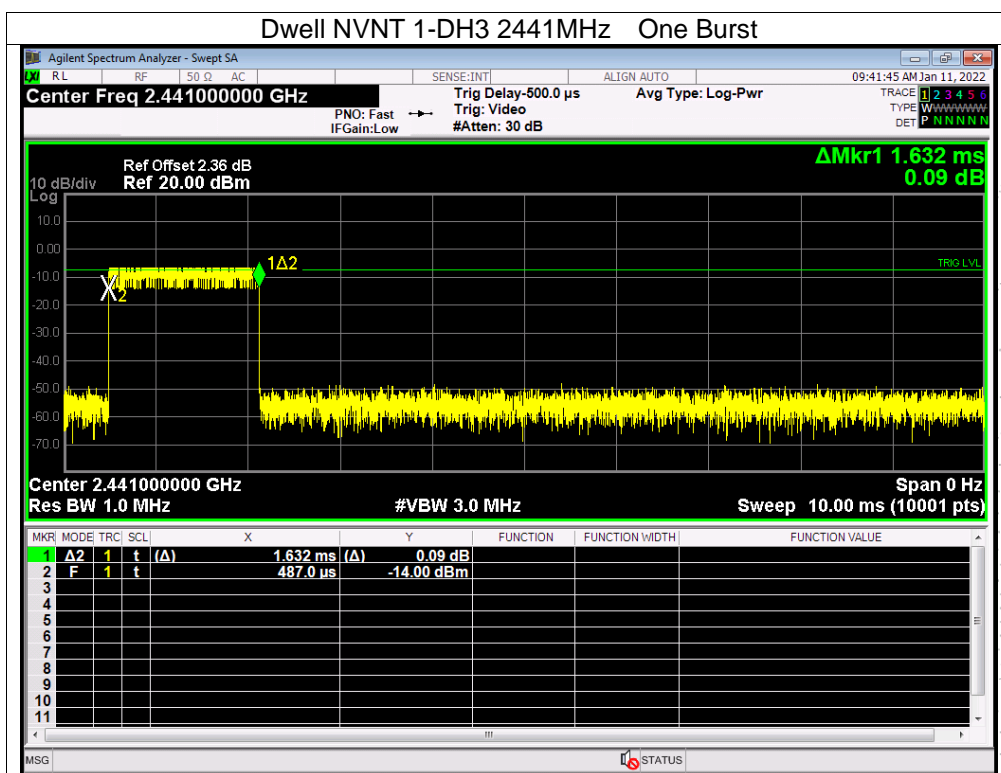 Dwell NVNT 1-DH3 2441MHz One Burst
Agilent Spectrum Analyzer - Swept SA
LXI RL RF 50 Ω AC SENSE:INT ALIGN AUTO 09:41:45 AM Jan 11, 2022
Center Freq 2.441000000 GHz
PNO: Fast
IFGain:Low
Trig Delay-500.0 µs
Trig: Video
#Atten: 30 dB
Avg Type: Log-Pwr
TRACE 1 2 3 4 5 6
TYPE WWWWWW
DET P N N N N N
ΔMkr1 1.632 ms
0.09 dB
Ref Offset 2.36 dB
10 dB/div Ref 20.00 dBm
Log
10.0
0.00
-10.0
-20.0
-30.0
-40.0
-50.0
-60.0
-70.0
1Δ2
X2
TRIG LVL
Center 2.441000000 GHz Span 0 Hz
Res BW 1.0 MHz #VBW 3.0 MHz Sweep 10.00 ms (10001 pts)
MKR MODE TRC SCL X Y FUNCTION FUNCTION WIDTH FUNCTION VALUE
1 Δ2 1 t (Δ) 1.632 ms (Δ) 0.09 dB
2 F 1 t 487.0 µs -14.00 dBm
3
4
5
6
7
8
9
10
11
MSG STATUS